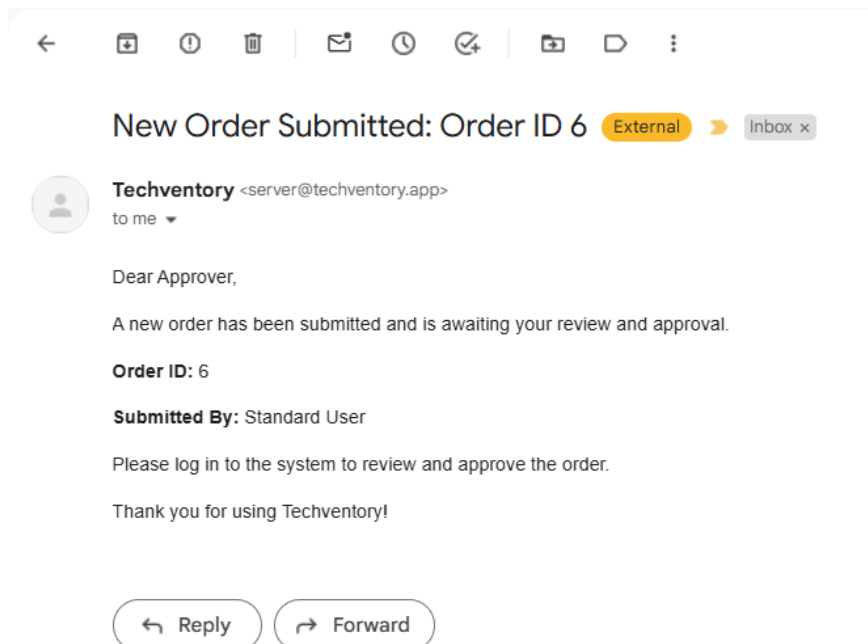 New Order Submitted: Order ID 6 External Inbox ×
Techventory <server@techventory.app>
to me
Dear Approver,
A new order has been submitted and is awaiting your review and approval.
Order ID: 6
Submitted By: Standard User
Please log in to the system to review and approve the order.
Thank you for using Techventory!
Reply Forward